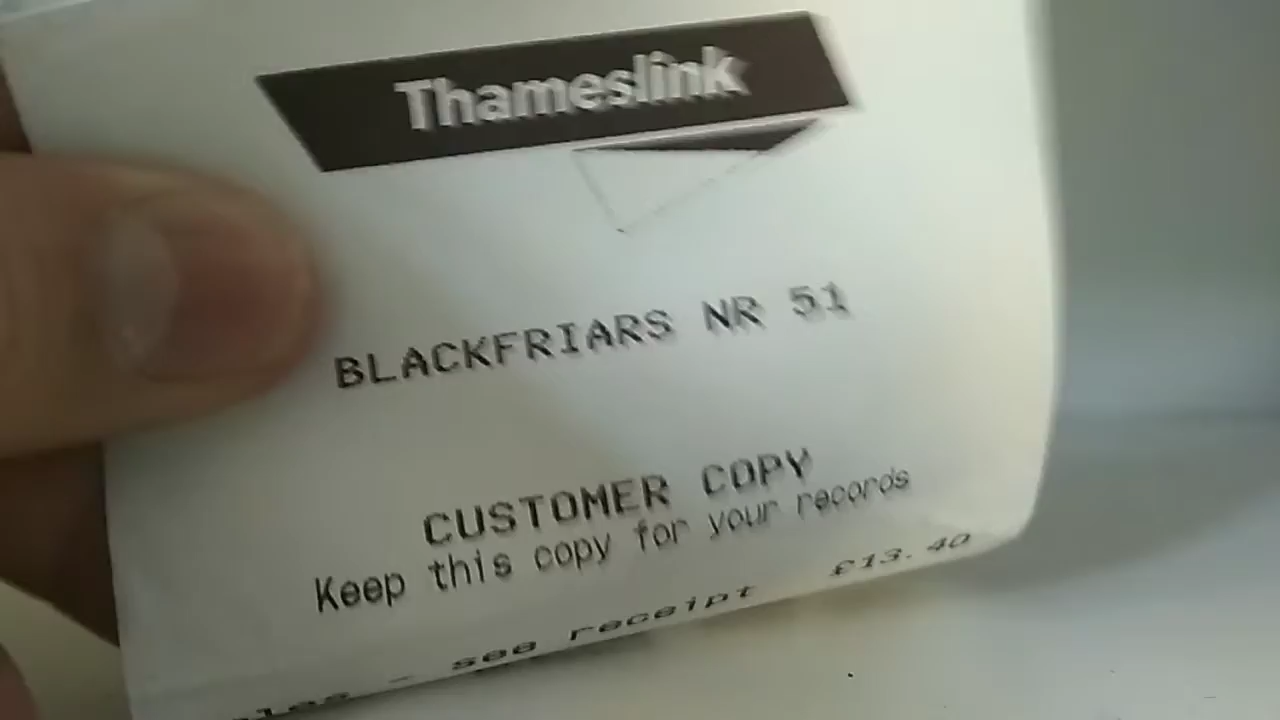 Thameslink
BLACKFRIARS NR 51
CUSTOMER COPY
Keep this copy for your records
- see receipt £13.40